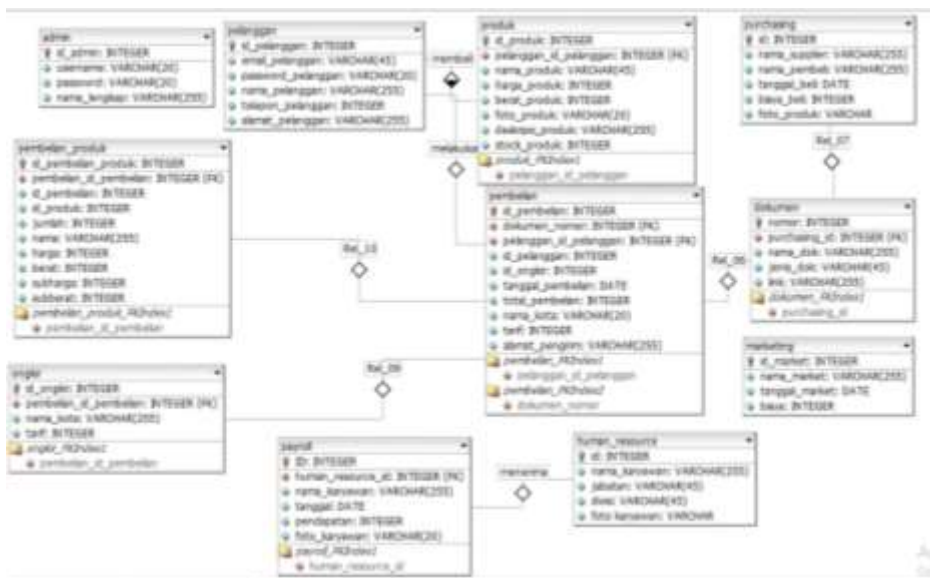 admin
id_admin: INTEGER
username: VARCHAR(20)
password: VARCHAR(20)
nama_lengkap: VARCHAR(255)
pelanggan
id_pelanggan: INTEGER
email_pelanggan: VARCHAR(45)
password_pelanggan: VARCHAR(20)
nama_pelanggan: VARCHAR(255)
telepon_pelanggan: INTEGER
alamat_pelanggan: VARCHAR(255)
membeli
melakukan
produk
id_produk: INTEGER
pelanggan_id_pelanggan: INTEGER (FK)
nama_produk: VARCHAR(45)
harga_produk: INTEGER
berat_produk: INTEGER
foto_produk: VARCHAR(20)
deskripsi_produk: VARCHAR(255)
stock_produk: INTEGER
produk_FKIndex1
pelanggan_id_pelanggan
purchasing
id: INTEGER
nama_supplier: VARCHAR(255)
nama_pembeli: VARCHAR(255)
tanggal_beli: DATE
biaya_beli: INTEGER
foto_produk: VARCHAR
Rel_07
pembelian_produk
id_pembelian_produk: INTEGER
pembelian_id_pembelian: INTEGER (FK)
id_pembelian: INTEGER
id_produk: INTEGER
jumlah: INTEGER
nama: VARCHAR(255)
harga: INTEGER
berat: INTEGER
subharga: INTEGER
subberat: INTEGER
pembelian_produk_FKIndex1
pembelian_id_pembelian
Rel_10
pembelian
id_pembelian: INTEGER
dokumen_nomor: INTEGER (FK)
pelanggan_id_pelanggan: INTEGER (FK)
id_pelanggan: INTEGER
id_ongkir: INTEGER
tanggal_pembelian: DATE
total_pembelian: INTEGER
nama_kota: VARCHAR(20)
tarif: INTEGER
alamat_pengirim: VARCHAR(255)
pembelian_FKIndex1
pelanggan_id_pelanggan
pembelian_FKIndex2
dokumen_nomor
dokumen
nomor: INTEGER
purchasing_id: INTEGER (FK)
nama_dok: VARCHAR(255)
jenis_dok: VARCHAR(45)
link: VARCHAR(255)
dokumen_FKIndex1
purchasing_id
marketing
id_market: INTEGER
nama_market: VARCHAR(255)
tanggal_market: DATE
biaya: INTEGER
ongkir
id_ongkir: INTEGER
pembelian_id_pembelian: INTEGER (FK)
nama_kota: VARCHAR(255)
tarif: INTEGER
ongkir_FKIndex1
pembelian_id_pembelian
payroll
ID: INTEGER
human_resource_id: INTEGER (FK)
nama_karyawan: VARCHAR(255)
tanggal: DATE
pendapatan: INTEGER
foto_karyawan: VARCHAR(20)
payroll_FKIndex1
human_resource_id
menerima
human_resource
id: INTEGER
nama_karyawan: VARCHAR(255)
jabatan: VARCHAR(45)
divisi: VARCHAR(45)
foto karyawan: VARCHAR